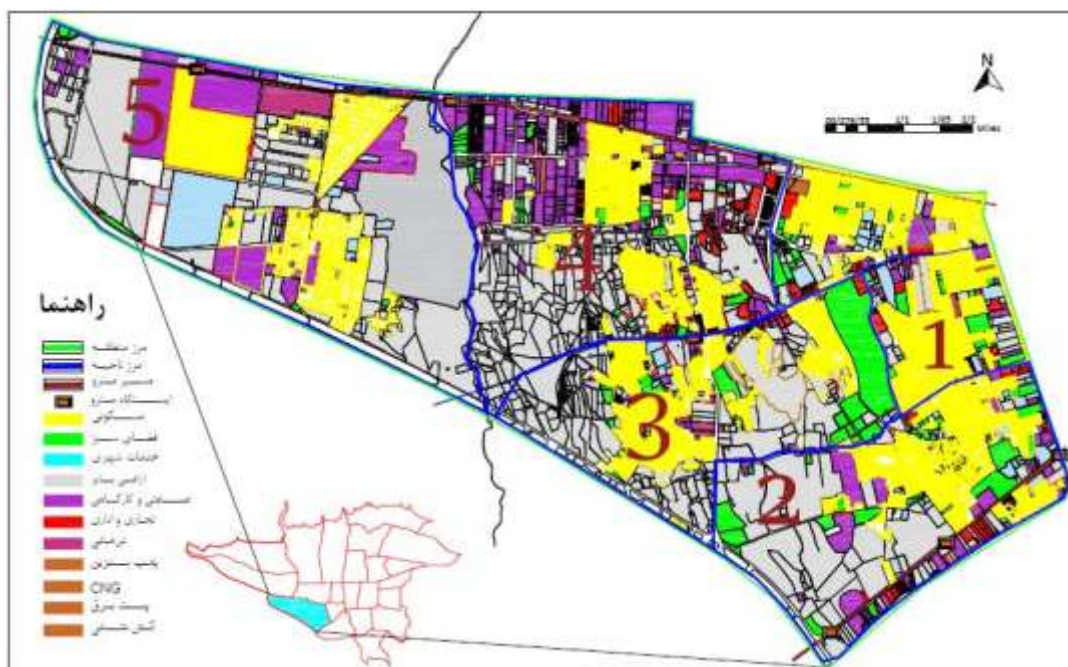 N
5
4
1
3
2
راهنما
مرز منطقه
مرز ناحیه
مسیر مترو
ایستگاه مترو
مسکونی
فضای سبز
خدمات شهری
اراضی بایر
صنعتی و کارگاهی
تجاری و اداری
پمپ بنزین
CNG
پست برق
آتش نشانی